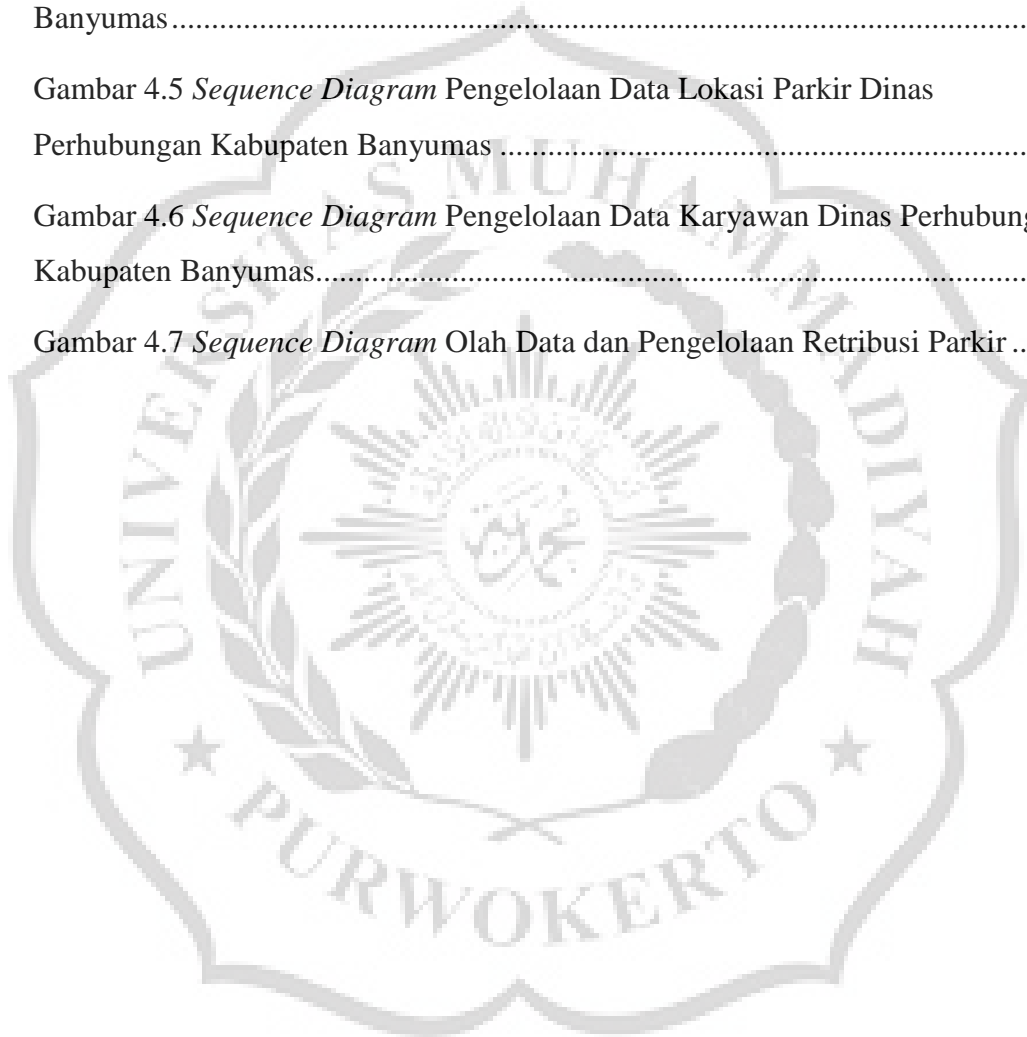 Banyumas..........................................................................................................
Gambar 4.5 Sequence Diagram Pengelolaan Data Lokasi Parkir Dinas
Perhubungan Kabupaten Banyumas .................................................................
Gambar 4.6 Sequence Diagram Pengelolaan Data Karyawan Dinas Perhubung
Kabupaten Banyumas.......................................................................................
Gambar 4.7 Sequence Diagram Olah Data dan Pengelolaan Retribusi Parkir ..
UNIVERSITAS MUHAMMADIYAH
PURWOKERTO